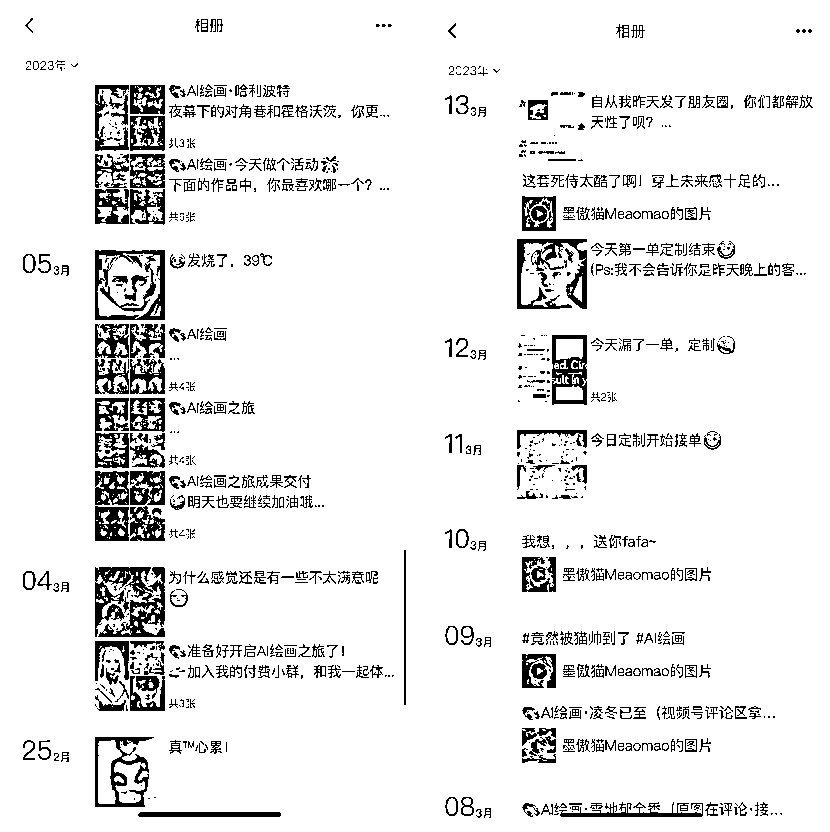 相册
2023年
AI绘画·哈利波特
夜幕下的对角巷和霍格沃茨，你更...
共3张
AI绘画·今天做个活动
下面的作品中，你最喜欢哪一个？...
共5张
05 3月
发烧了，39℃
AI绘画
...
共4张
AI绘画之旅
...
共4张
AI绘画之旅成果交付
明天也要继续加油哦...
共4张
04 3月
为什么感觉还是有一些不太满意呢
准备好开启AI绘画之旅了！
加入我的付费小群，和我一起体...
共3张
25 2月
真™心累！
相册
2023年
13 3月
自从我昨天发了朋友圈，你们都解放
天性了呗？...
这套死侍太酷了啊！穿上未来感十足的...
墨傲猫Meaomao的图片
今天第一单定制结束
(Ps:我不会告诉你是昨天晚上的客...
12 3月
今天漏了一单，定制
ed. Circ
sult in y
共2张
11 3月
今日定制开始接单
10 3月
我想，，，送你fafa~
墨傲猫Meaomao的图片
09 3月
#竟然被猫帅到了 #AI绘画
墨傲猫Meaomao的图片
AI绘画·凌冬已至（视频号评论区拿...
墨傲猫Meaomao的图片
08 3月
AI绘画·雪地郁金香（原图在评论·接...